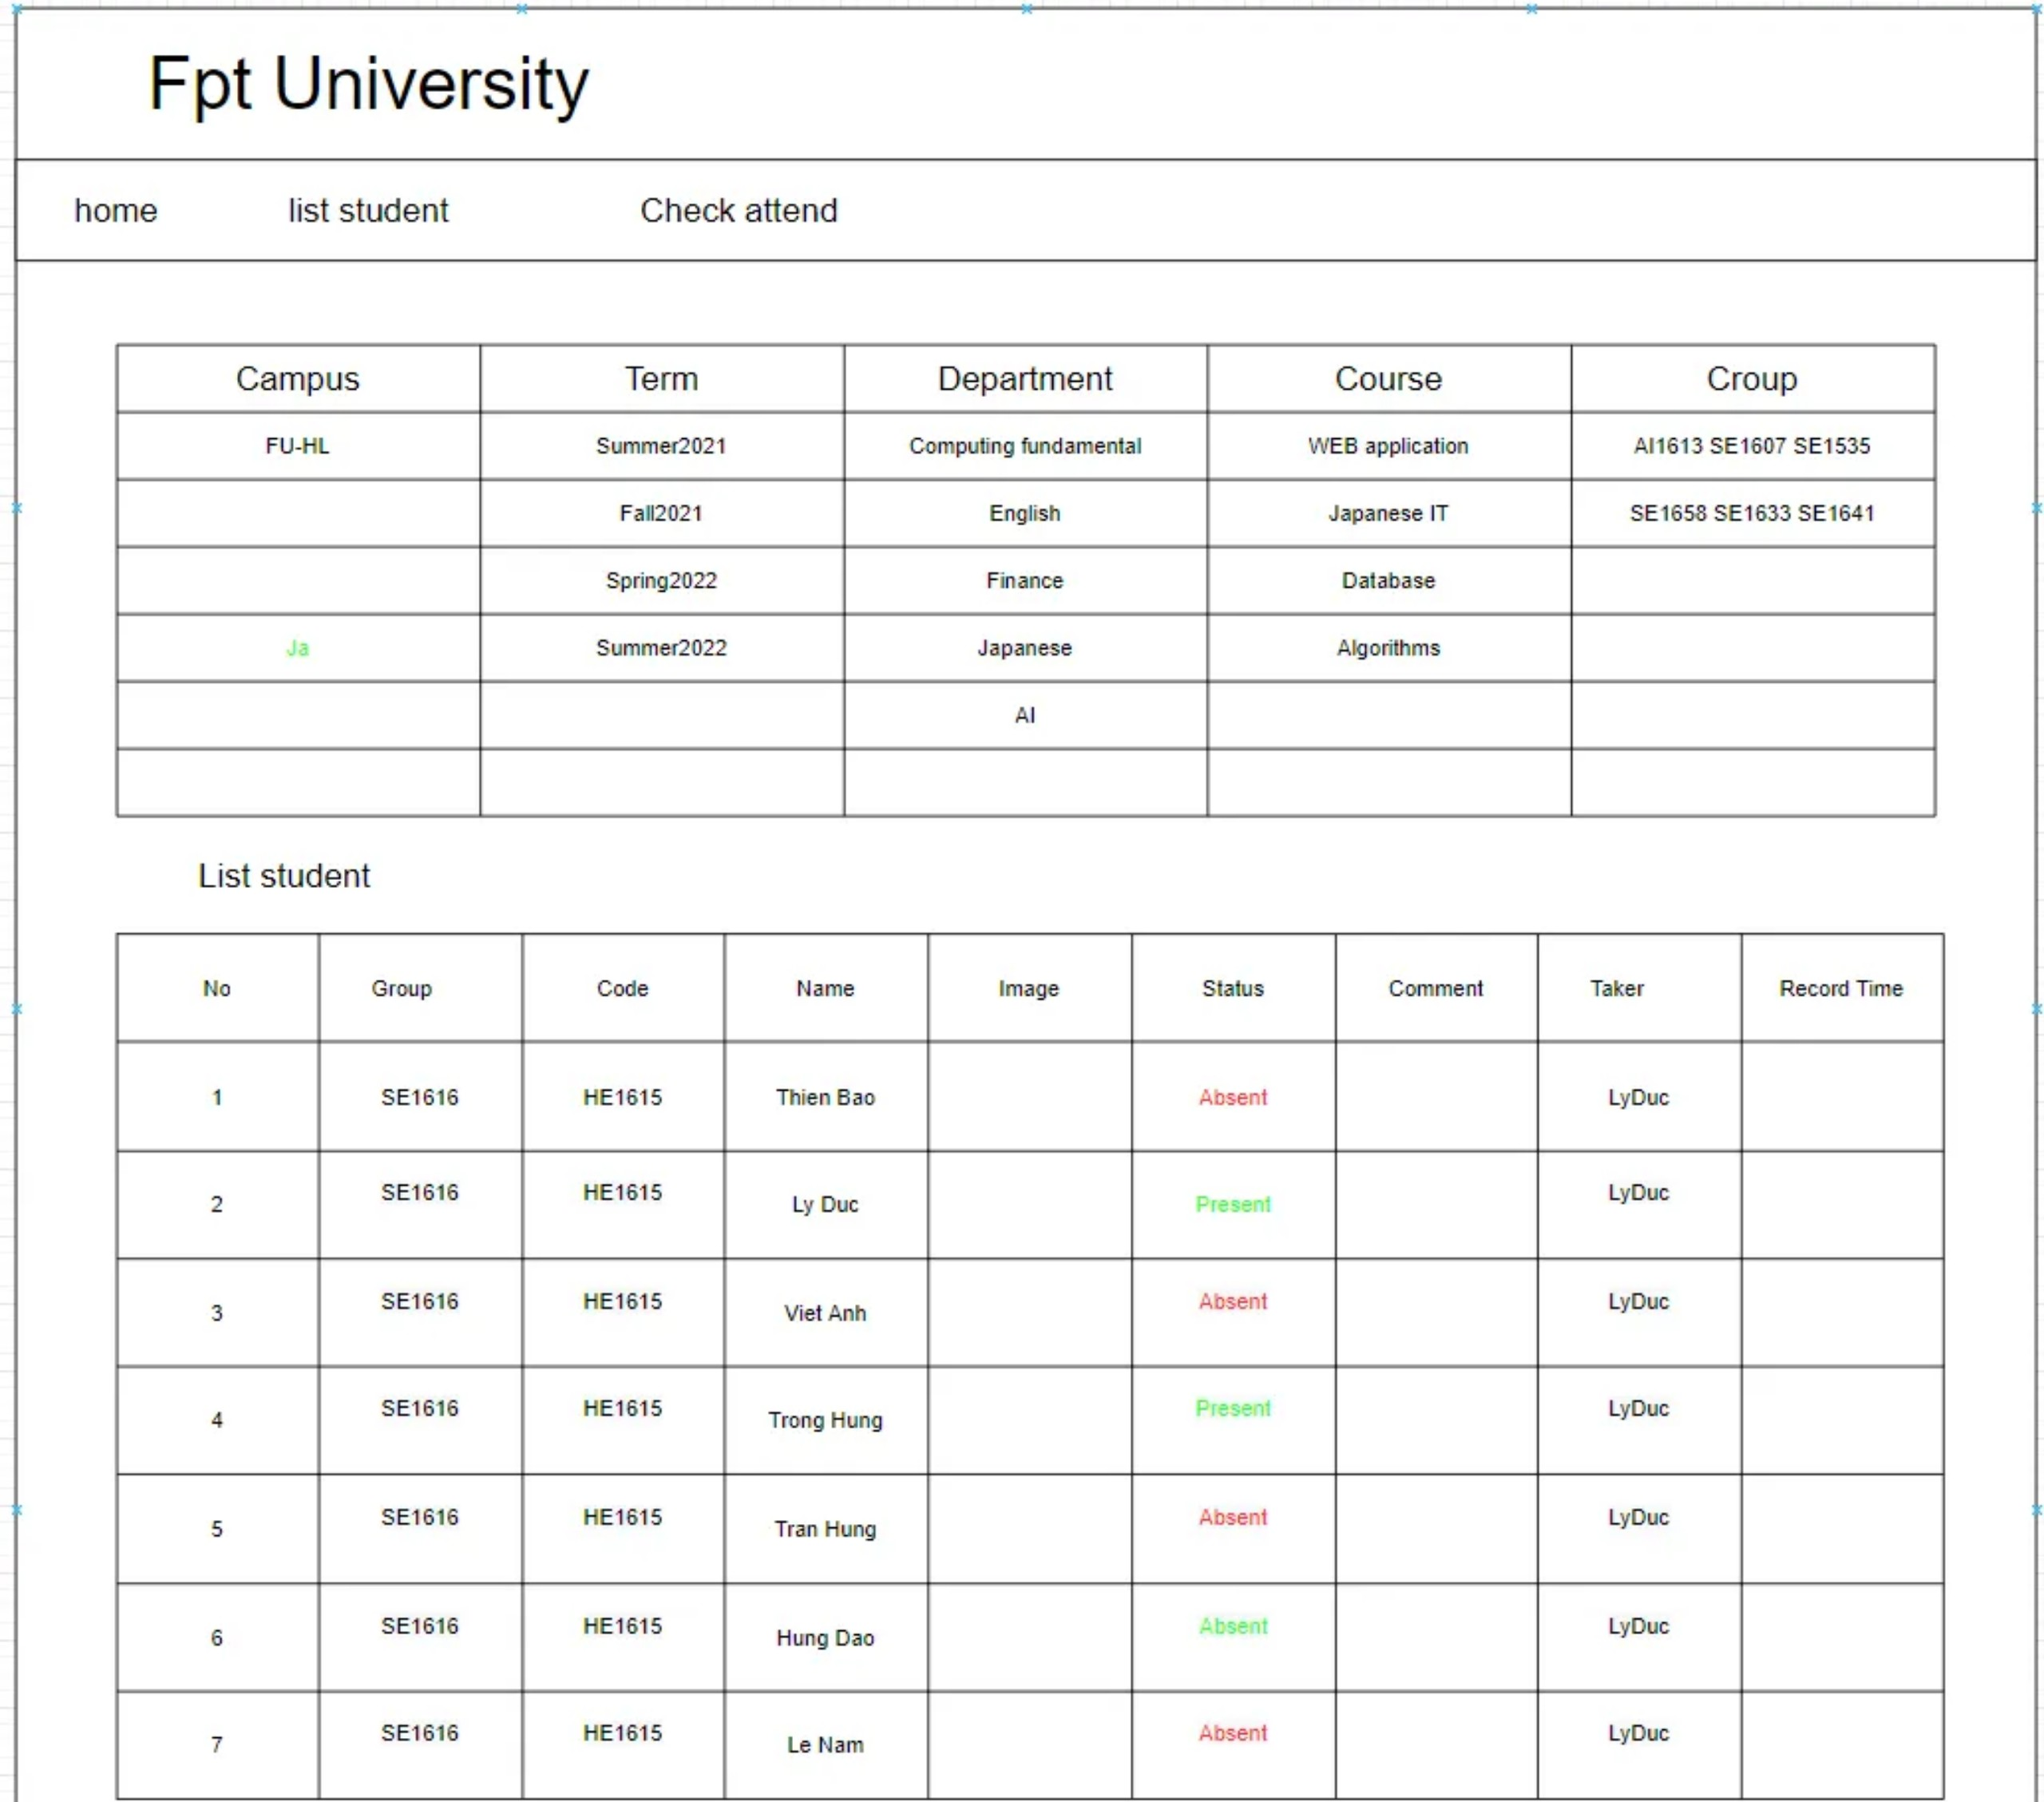 Fpt University
home list student Check attend
Campus Term Department Course Croup
FU-HL Summer2021 Computing fundamental WEB application AI1613 SE1607 SE1535
Fall2021 English Japanese IT SE1658 SE1633 SE1641
Spring2022 Finance Database
Ja Summer2022 Japanese Algorithms
AI
List student
No Group Code Name Image Status Comment Taker Record Time
1 SE1616 HE1615 Thien Bao Absent LyDuc
2 SE1616 HE1615 Ly Duc Present LyDuc
3 SE1616 HE1615 Viet Anh Absent LyDuc
4 SE1616 HE1615 Trong Hung Present LyDuc
5 SE1616 HE1615 Tran Hung Absent LyDuc
6 SE1616 HE1615 Hung Dao Absent LyDuc
7 SE1616 HE1615 Le Nam Absent LyDuc